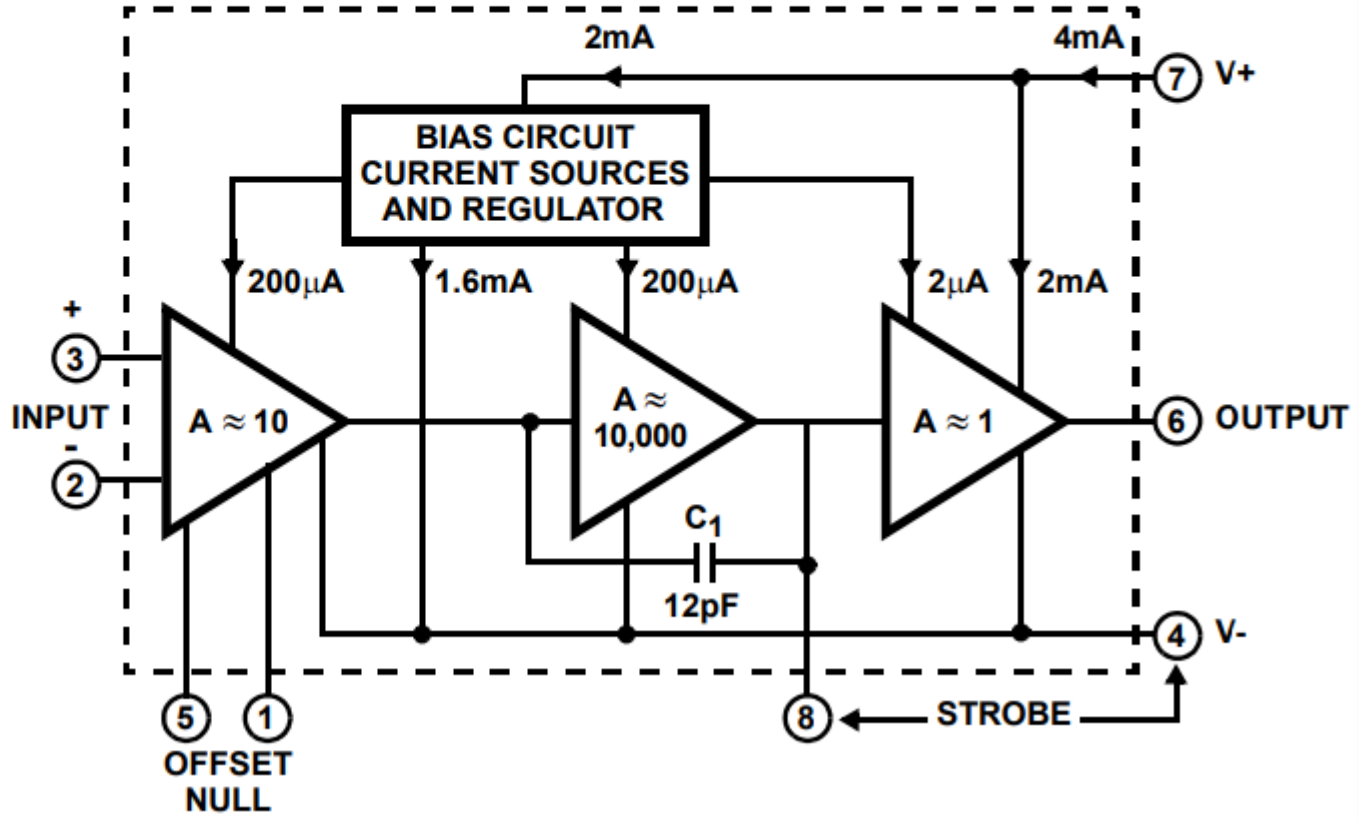 2mA
4mA
7
V+
BIAS CIRCUIT
CURRENT SOURCES
AND REGULATOR
200μA
1.6mA
200μA
2μA
2mA
+
3
INPUT
-
2
A ≈ 10
A ≈
10,000
A ≈ 1
6
OUTPUT
C1
12pF
4
V-
5
1
8
STROBE
OFFSET
NULL